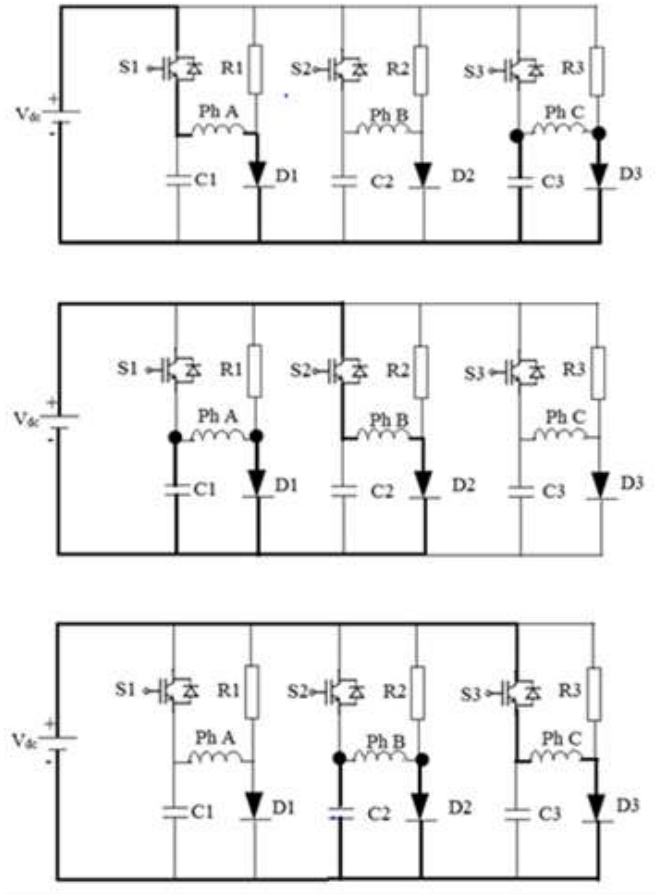 S1 R1 S2 R2 S3 R3
+ Ph A Ph B Ph C
Vdc
-
C1 D1 C2 D2 C3 D3
S1 R1 S2 R2 S3 R3
+ Ph A Ph B Ph C
Vdc
-
C1 D1 C2 D2 C3 D3
S1 R1 S2 R2 S3 R3
+ Ph A Ph B Ph C
Vdc
-
C1 D1 C2 D2 C3 D3